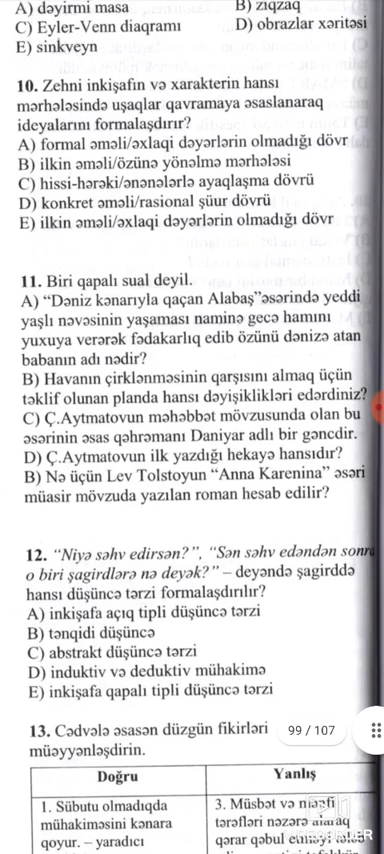 A) dəyirmi masa B) ziqzaq
C) Eyler-Venn diaqramı D) obrazlar xəritəsi
E) sinkveyn
10. Zehni inkişafın və xarakterin hansı
mərhələsində uşaqlar qavramaya əsaslanaraq
ideyalarını formalaşdırır?
A) formal əməli/əxlaqi dəyərlərin olmadığı dövr
B) ilkin əməli/özünə yönəlmə mərhələsi
C) hissi-hərəki/ənənələrlə ayaqlaşma dövrü
D) konkret əməli/rasional şüur dövrü
E) ilkin əməli/əxlaqi dəyərlərin olmadığı dövr
11. Biri qapalı sual deyil.
A) “Dəniz kənarıyla qaçan Alabaş”əsərində yeddi
yaşlı nəvəsinin yaşaması naminə gecə hamını
yuxuya verərək fədakarlıq edib özünü dənizə atan
babanın adı nədir?
B) Havanın çirklənməsinin qarşısını almaq üçün
təklif olunan planda hansı dəyişiklikləri edərdiniz?
C) Ç.Aytmatovun məhəbbət mövzusunda olan bu
əsərinin əsas qəhrəmanı Daniyar adlı bir gəncdir.
D) Ç.Aytmatovun ilk yazdığı hekayə hansıdır?
B) Nə üçün Lev Tolstoyun “Anna Karenina” əsəri
müasir mövzuda yazılan roman hesab edilir?
12. “Niyə səhv edirsən?”, “Sən səhv edəndən sonra
o biri şagirdlərə nə deyək?” – deyəndə şagirddə
hansı düşüncə tərzi formalaşdırılır?
A) inkişafa açıq tipli düşüncə tərzi
B) tənqidi düşüncə
C) abstrakt düşüncə tərzi
D) induktiv və deduktiv mühakimə
E) inkişafa qapalı tipli düşüncə tərzi
13. Cədvələ əsasən düzgün fikirləri 99 / 107
müəyyənləşdirin.
Doğru Yanlış
1. Sübutu olmadıqda 3. Müsbət və mənfi
mühakiməsini kənara tərəfləri nəzərə alaraq
qoyur. – yaradıcı qərar qəbul etməyi